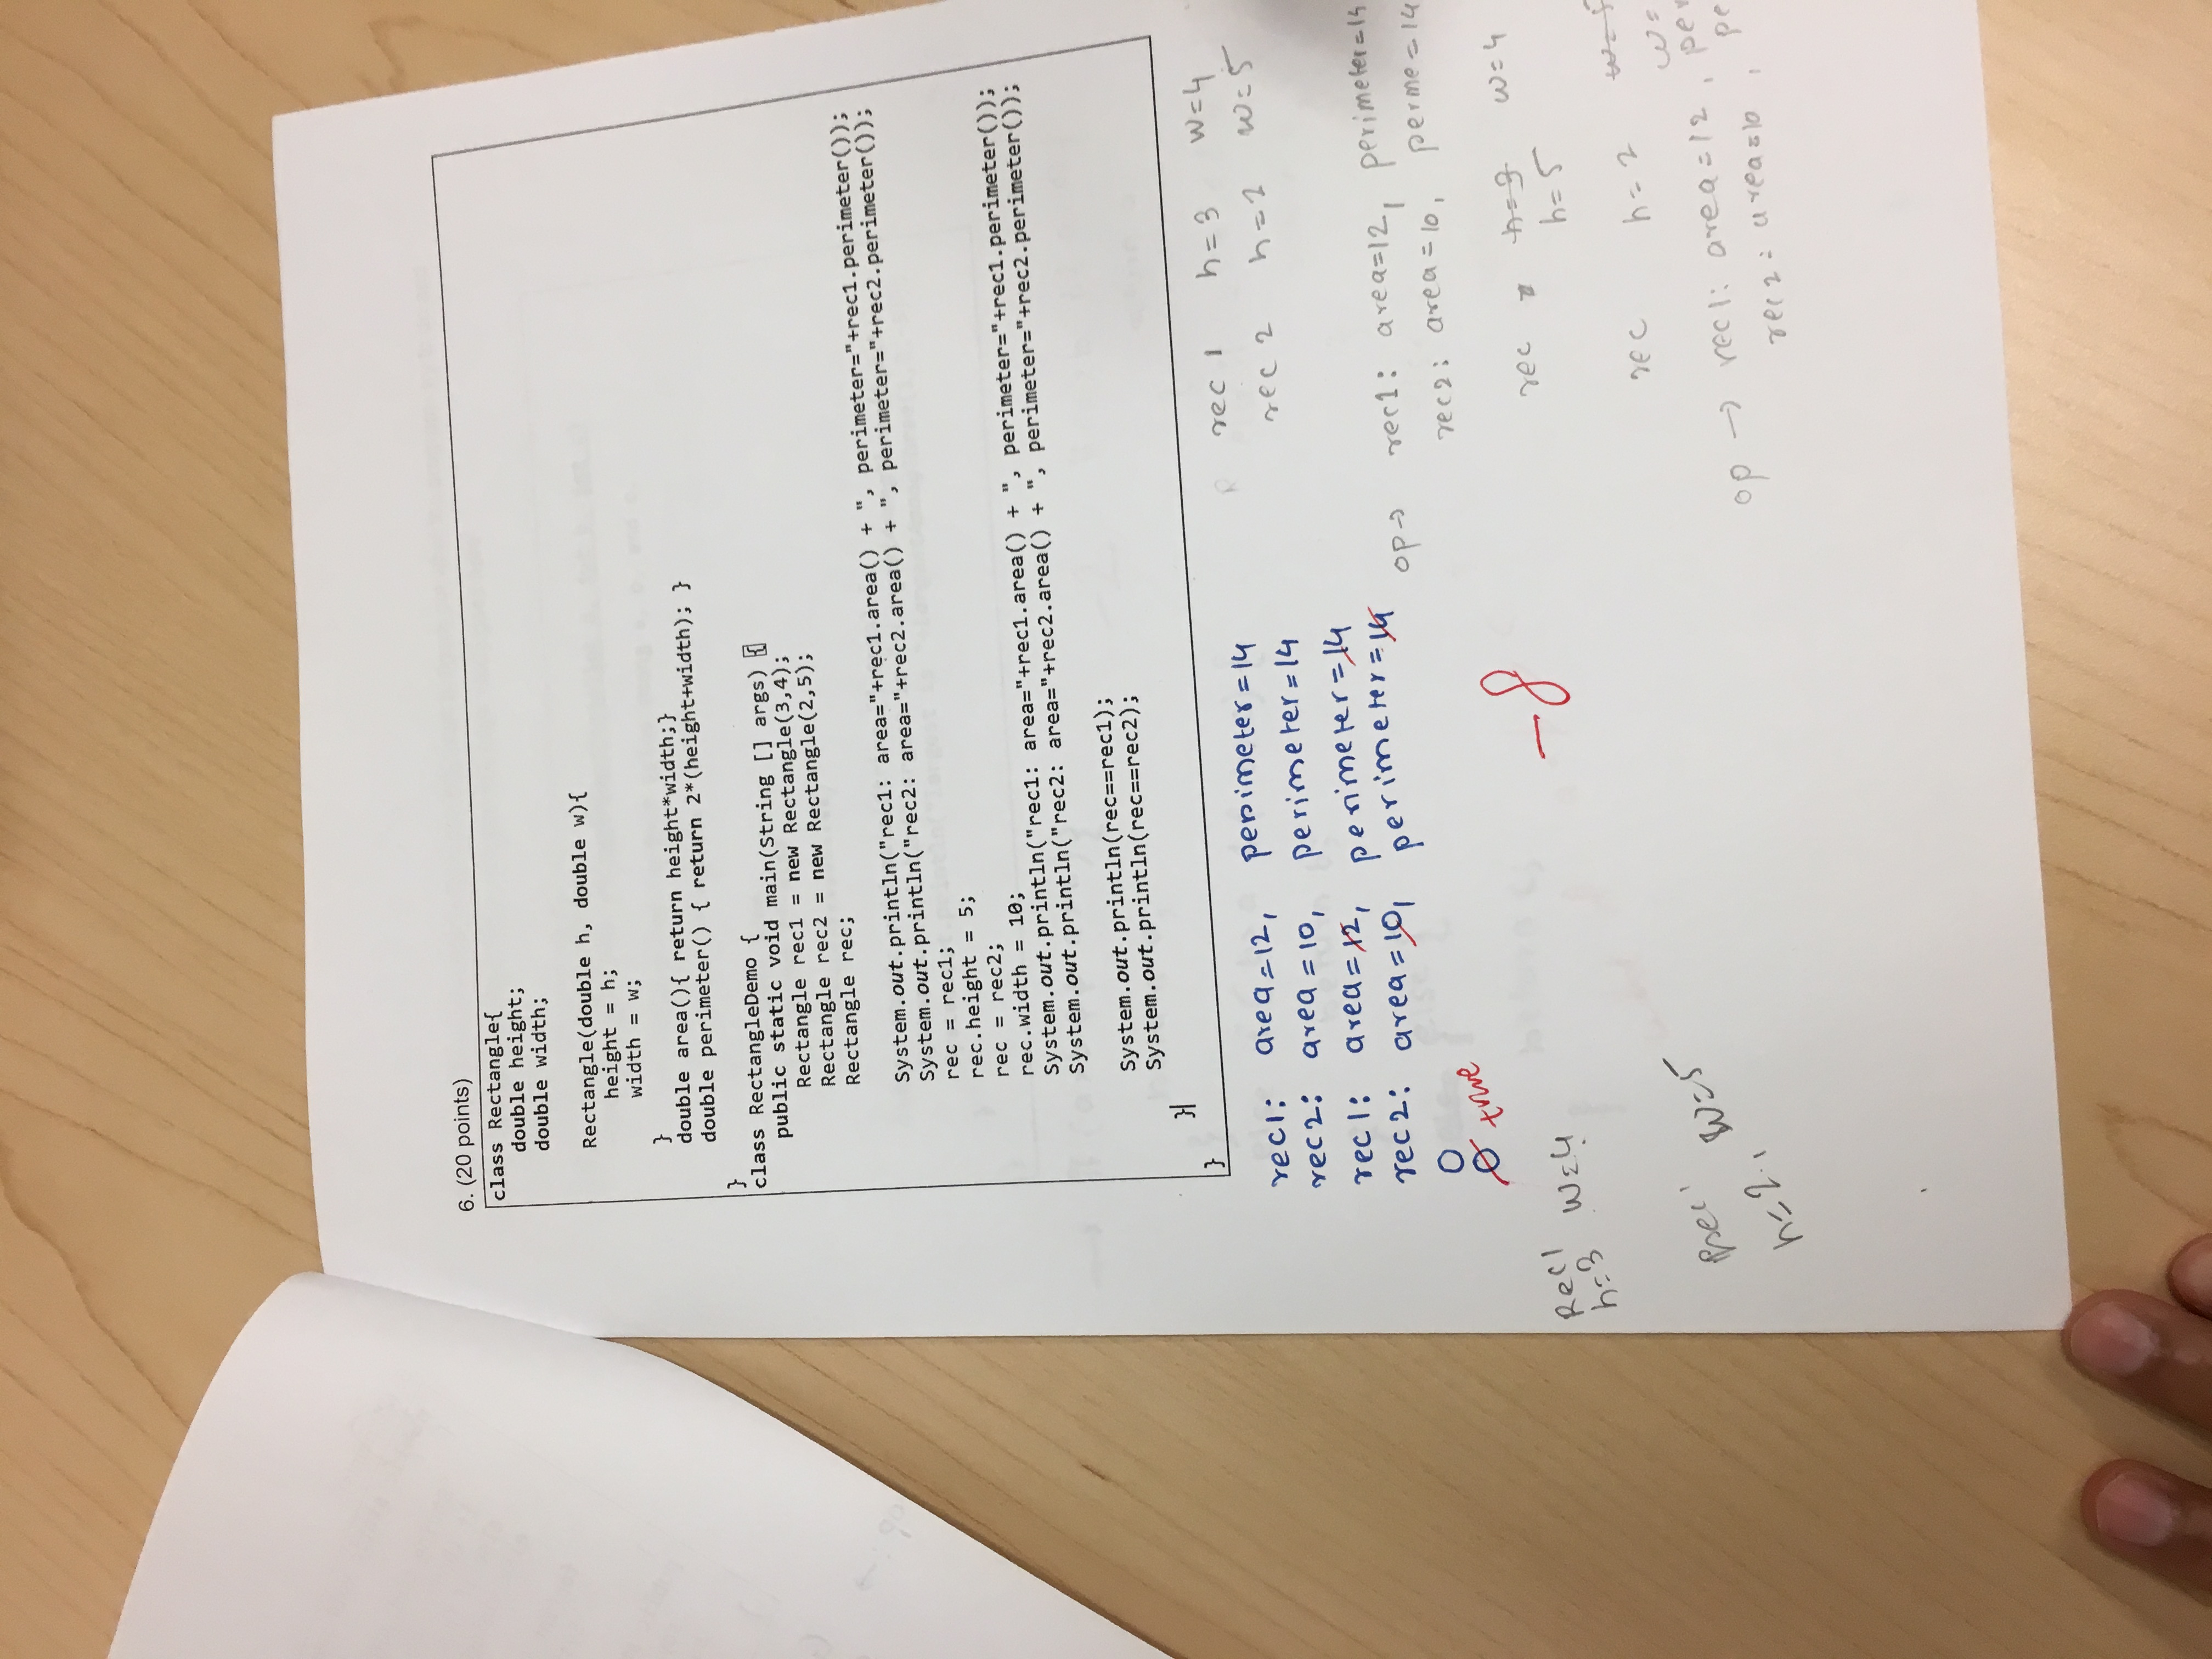 6. (20 points)
class Rectangle{
double height;
double width;
Rectangle(double h, double w){
height = h;
width = w;
}
double area(){ return height*width;}
double perimeter() { return 2*(height+width); }
}
class RectangleDemo {
public static void main(String [] args) {
Rectangle rec1 = new Rectangle(3,4);
Rectangle rec2 = new Rectangle(2,5);
Rectangle rec;
System.out.println("rec1: area="+rec1.area() + ", perimeter="+rec1.perimeter());
System.out.println("rec2: area="+rec2.area() + ", perimeter="+rec2.perimeter());
rec = rec1;
rec.height = 5;
rec = rec2;
rec.width = 10;
System.out.println("rec1: area="+rec1.area() + ", perimeter="+rec1.perimeter());
System.out.println("rec2: area="+rec2.area() + ", perimeter="+rec2.perimeter());
System.out.println(rec==rec1);
System.out.println(rec==rec2);
}
}
rec1: area=12, perimeter=14
rec2: area=10, perimeter=14
rec1: area=12, perimeter=14
rec2: area=10, perimeter=14
0
0 true
-8
Rec1
h=3 W=4
h=2, W=5
rec 1 h=3 W=4
rec 2 h=2 w=5
op→ rec1: area=12, perimeter=14
rec2: area=10, perme=14
rec h=3 w=4
h=5
rec h=2 w=5
w=
op → rec1: area=12, per
rec2: area=10, pe